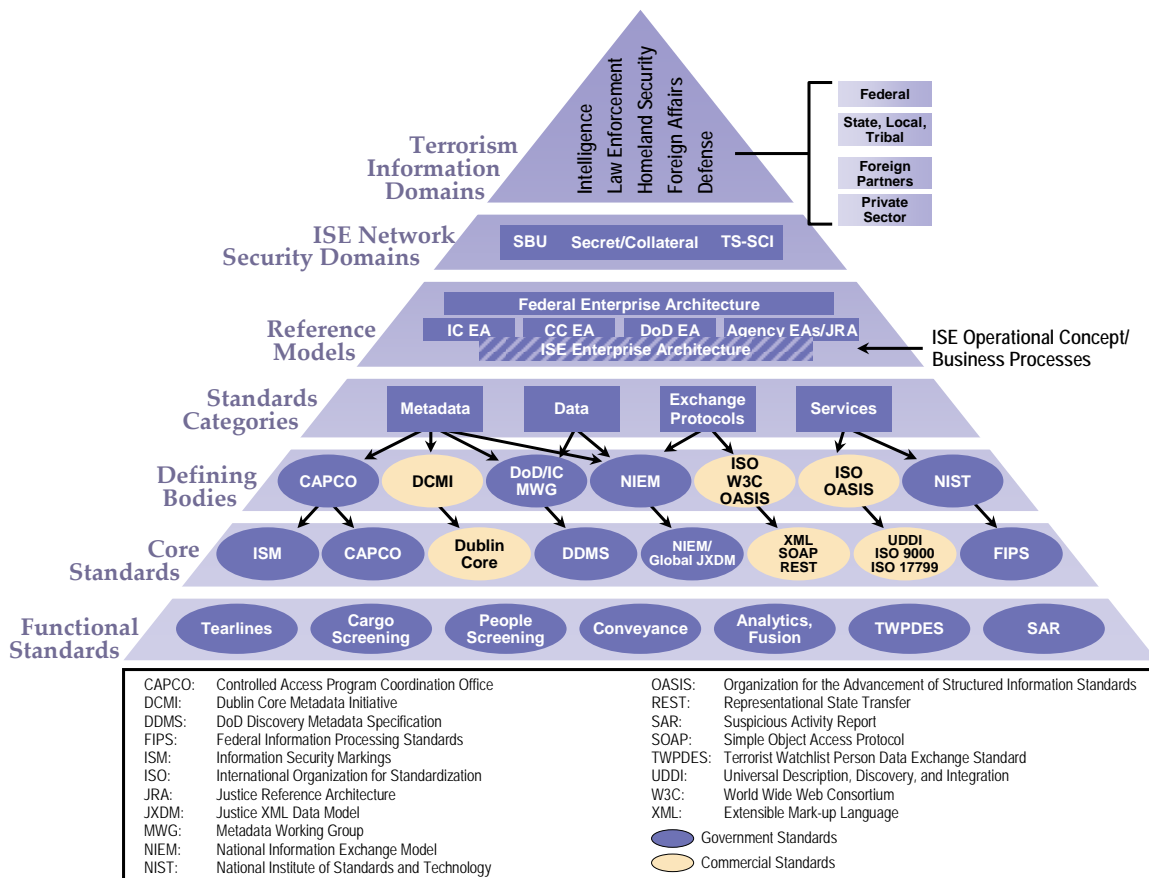 Terrorism
Information
Domains
Intelligence
Law Enforcement
Homeland Security
Foreign Affairs
Defense
Federal
State, Local,
Tribal
Foreign
Partners
Private
Sector
ISE Network
Security Domains
SBU Secret/Collateral TS-SCI
Reference
Models
Federal Enterprise Architecture
IC EA CC EA DoD EA Agency EAs/JRA
ISE Enterprise Architecture
ISE Operational Concept/
Business Processes
Standards
Categories
Metadata
Data
Exchange
Protocols
Services
Defining
Bodies
CAPCO
DCMI
DoD/IC
MWG
NIEM
ISO
W3C
OASIS
ISO
OASIS
NIST
Core
Standards
ISM
CAPCO
Dublin
Core
DDMS
NIEM/
Global JXDM
XML
SOAP
REST
UDDI
ISO 9000
ISO 17799
FIPS
Functional
Standards
Tearlines
Cargo
Screening
People
Screening
Conveyance
Analytics,
Fusion
TWPDES
SAR
CAPCO: Controlled Access Program Coordination Office
DCMI: Dublin Core Metadata Initiative
DDMS: DoD Discovery Metadata Specification
FIPS: Federal Information Processing Standards
ISM: Information Security Markings
ISO: International Organization for Standardization
JRA: Justice Reference Architecture
JXDM: Justice XML Data Model
MWG: Metadata Working Group
NIEM: National Information Exchange Model
NIST: National Institute of Standards and Technology
OASIS: Organization for the Advancement of Structured Information Standards
REST: Representational State Transfer
SAR: Suspicious Activity Report
SOAP: Simple Object Access Protocol
TWPDES: Terrorist Watchlist Person Data Exchange Standard
UDDI: Universal Description, Discovery, and Integration
W3C: World Wide Web Consortium
XML: Extensible Mark-up Language
Government Standards
Commercial Standards